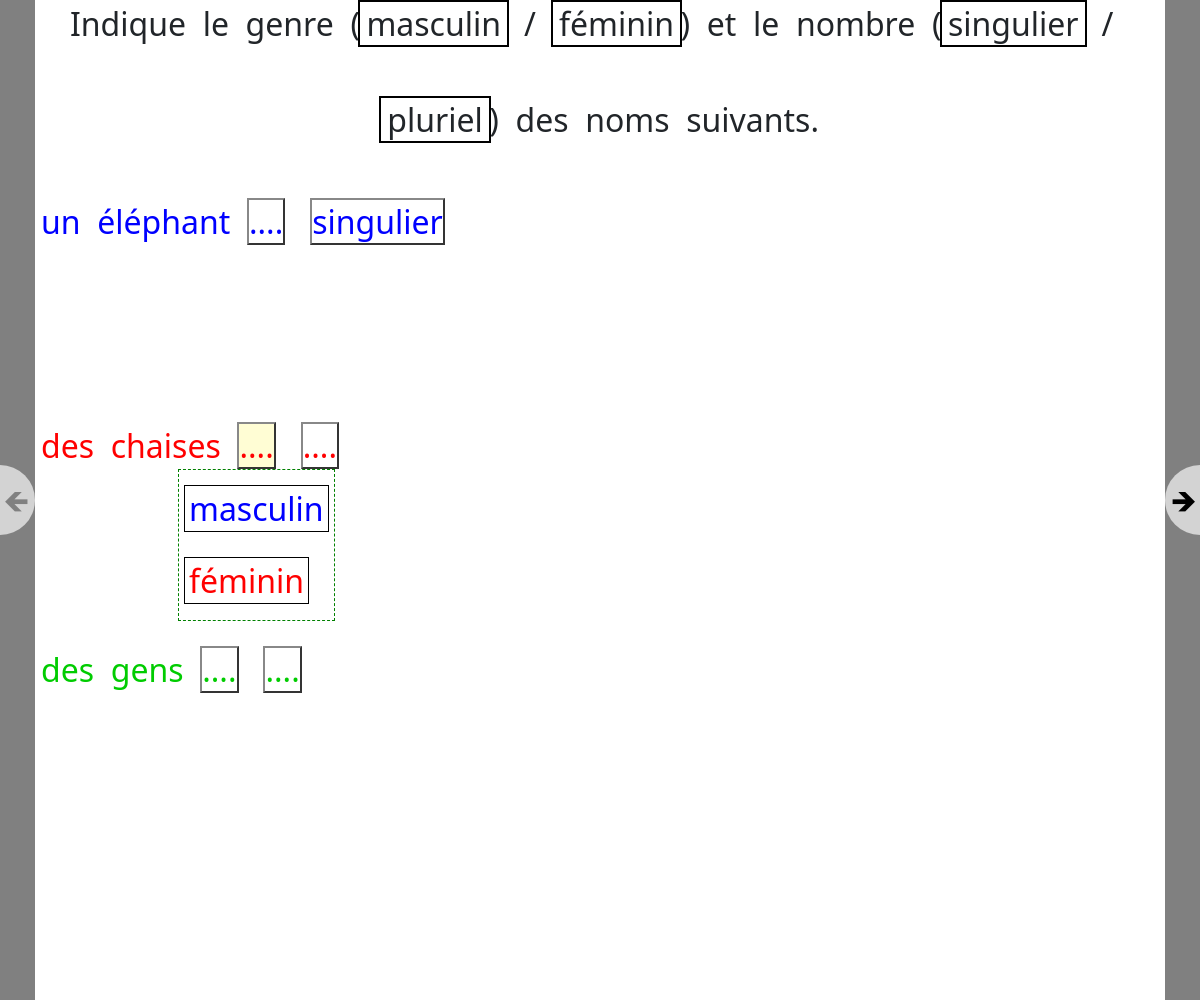 Indique le genre (masculin / féminin) et le nombre (singulier /
pluriel) des noms suivants.
un éléphant .... singulier
des chaises .... ....
masculin
féminin
des gens .... ....